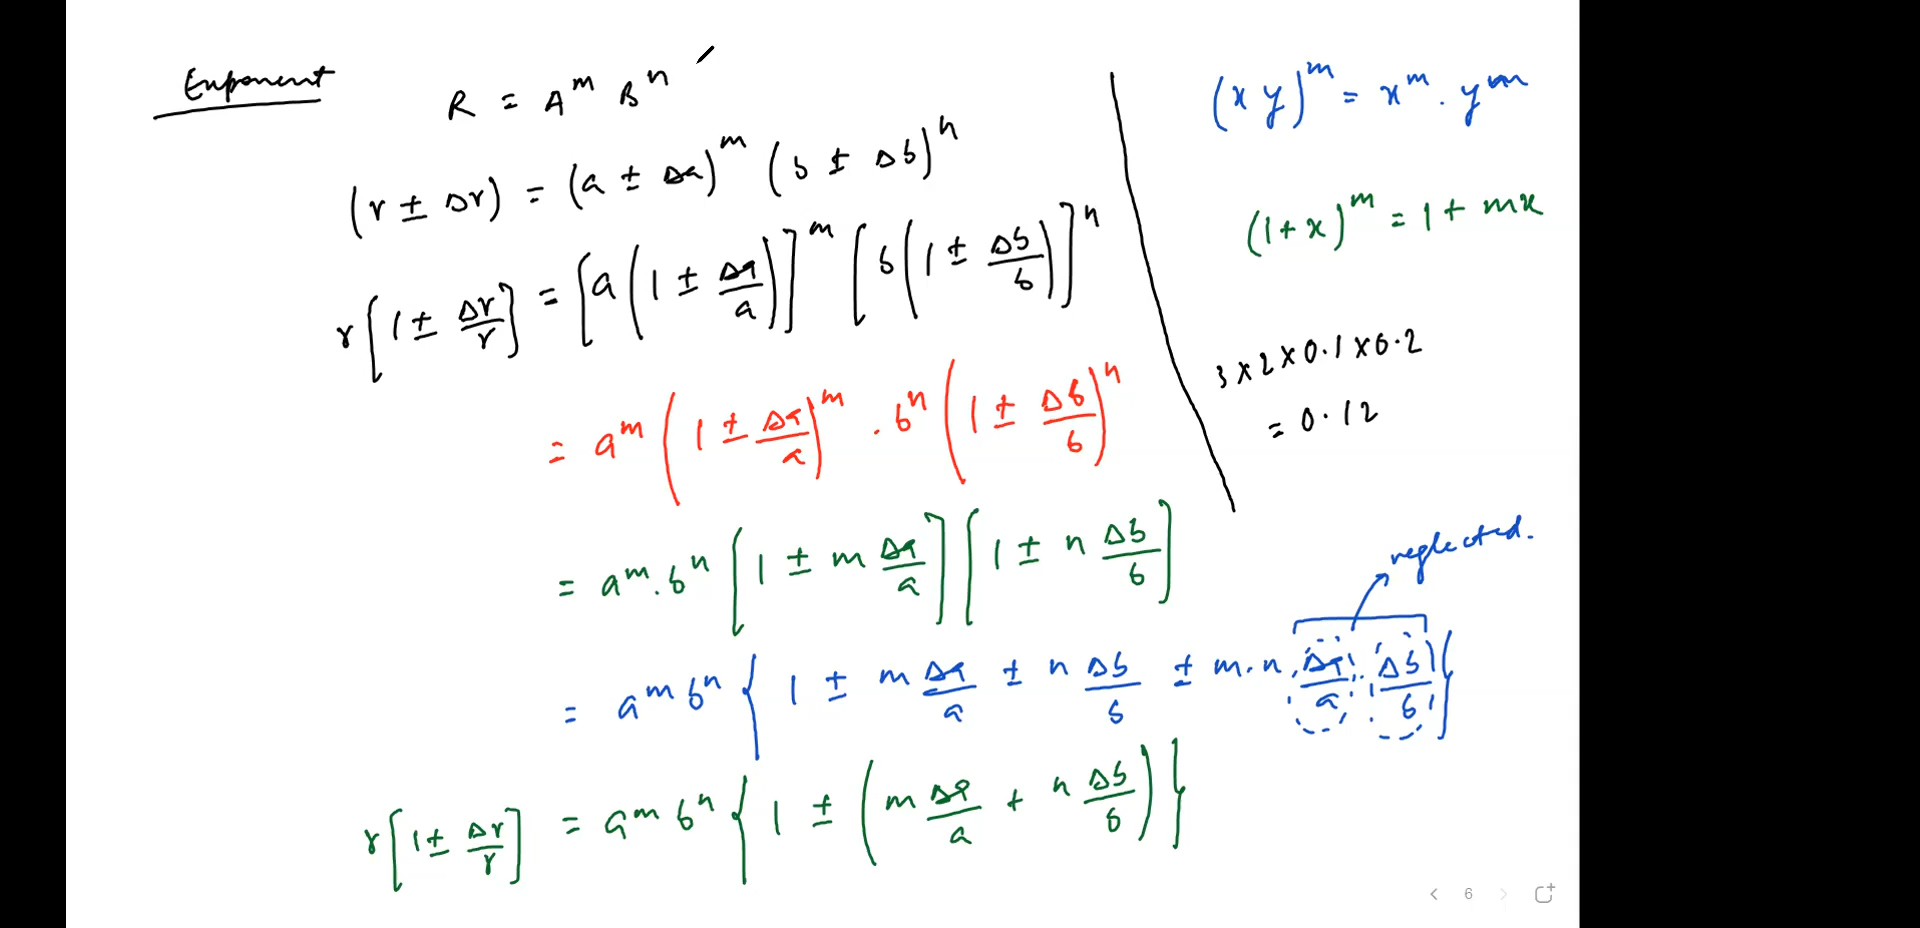 Exponent
R = A^m B^n
(r ± Δr) = (a ± Δa)^m (b ± Δb)^n
r[1 ± Δr/r] = [a(1 ± Δa/a)]^m [b(1 ± Δb/b)]^n
= a^m (1 ± Δa/a)^m . b^n (1 ± Δb/b)^n
= a^m . b^n [1 ± m Δa/a] [1 ± n Δb/b]
= a^m b^n {1 ± m Δa/a ± n Δb/b ± m . n . Δa/a . Δb/b}
r[1 ± Δr/r] = a^m b^n {1 ± (m Δa/a + n Δb/b)}
(x y)^m = x^m . y^m
(1 + x)^m = 1 + mx
3 × 2 × 0.1 × 0.2
= 0.12
neglected.
6